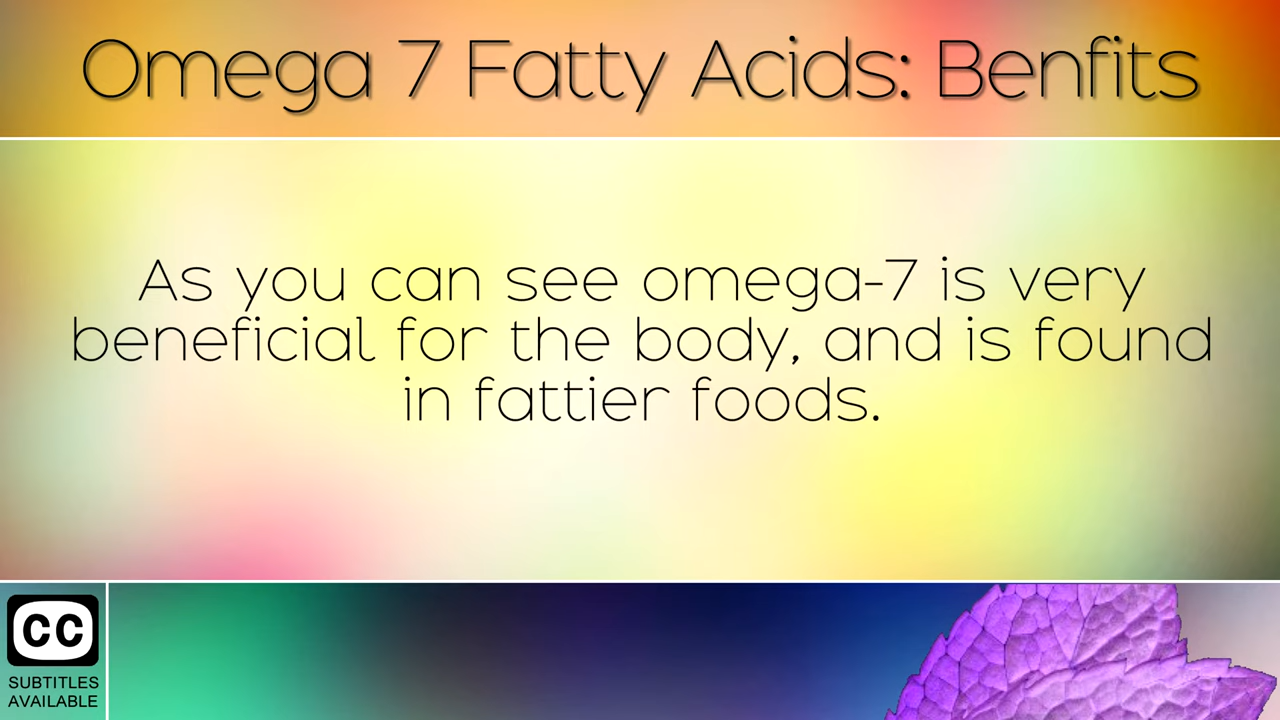 Omega 7 Fatty Acids: Benfits
As you can see omega-7 is very
beneficial for the body, and is found
in fattier foods.
CC
SUBTITLES
AVAILABLE